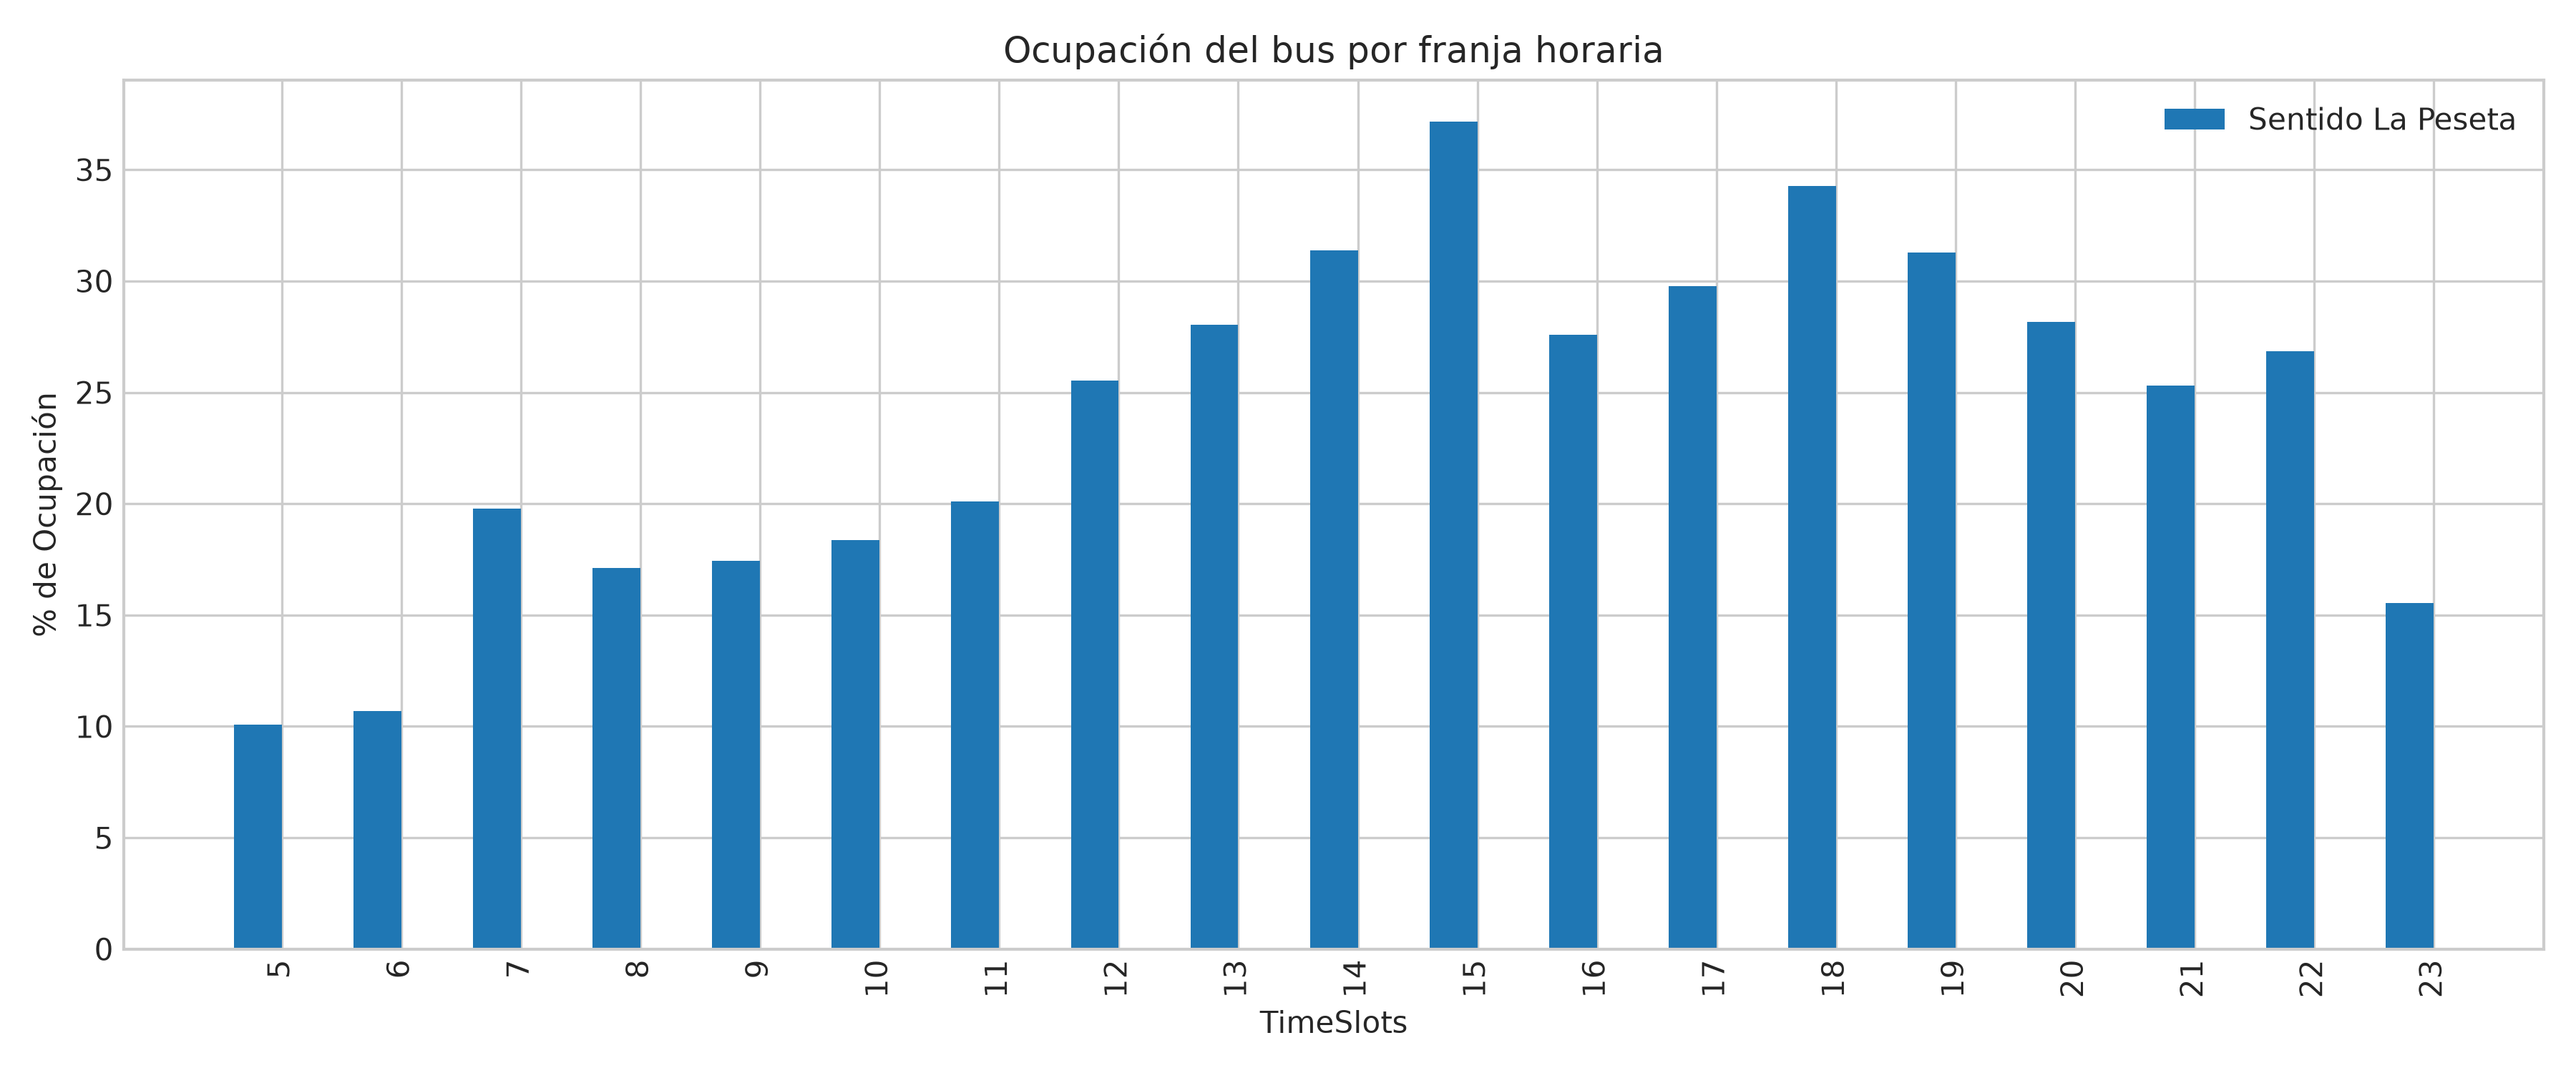 Ocupación del bus por franja horaria
Sentido La Peseta
% de Ocupación
35
30
25
20
15
10
5
0
5 6 7 8 9 10 11 12 13 14 15 16 17 18 19 20 21 22 23
TimeSlots